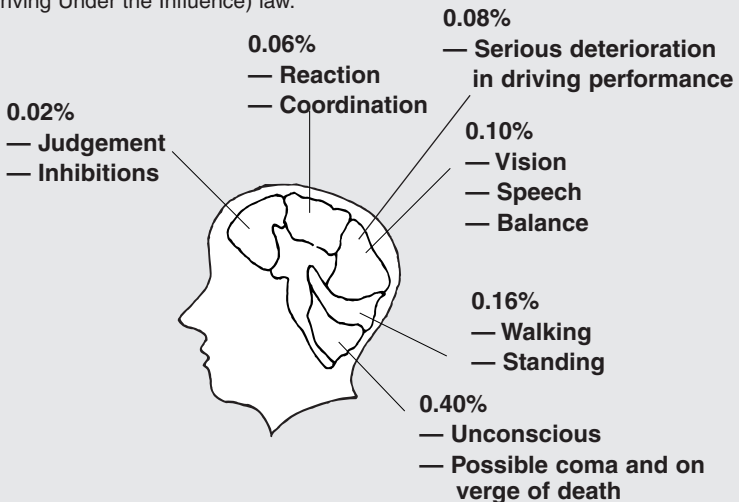 riving Under the Influence) law.
0.08%
— Serious deterioration
in driving performance
0.06%
— Reaction
— Coordination
0.02%
— Judgement
— Inhibitions
0.10%
— Vision
— Speech
— Balance
0.16%
— Walking
— Standing
0.40%
— Unconscious
— Possible coma and on
verge of death